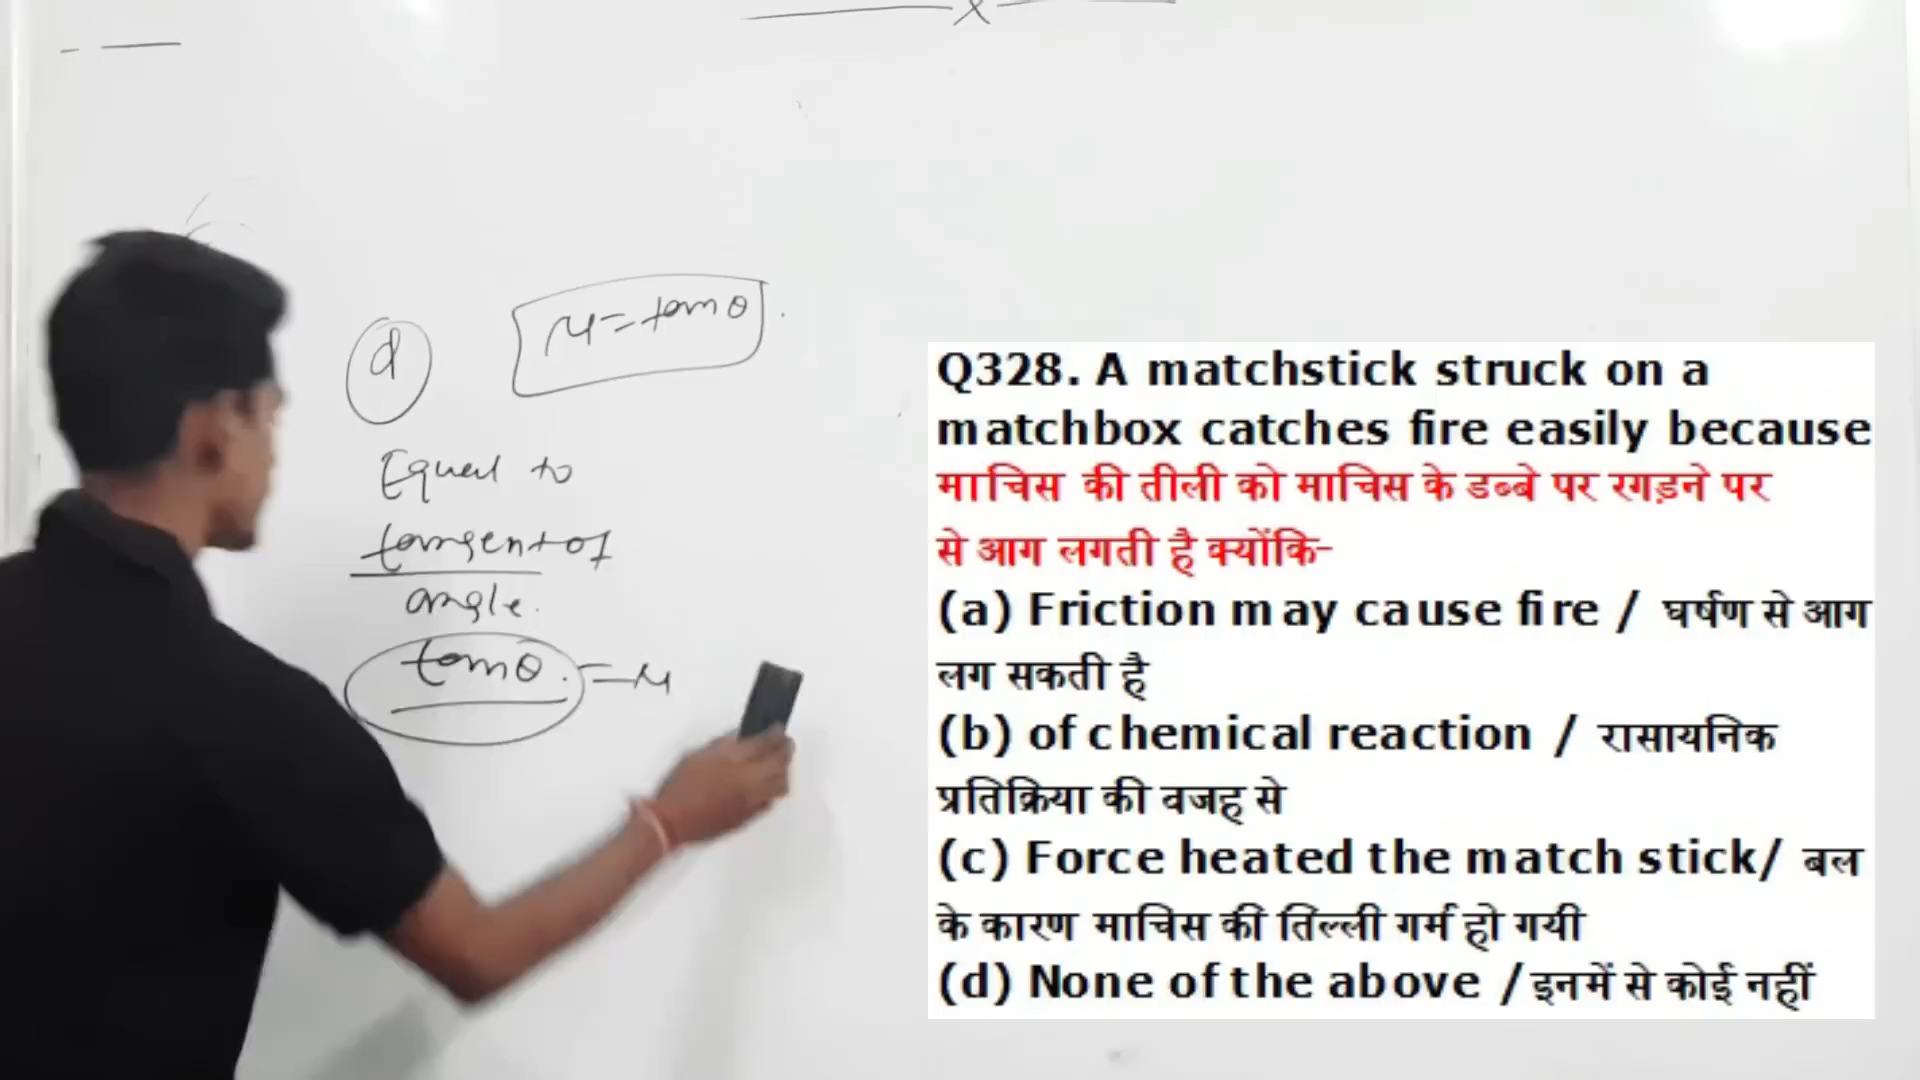 d
μ = tanθ
Equal to
tangent of
angle.
tanθ. = μ
Q328. A matchstick struck on a
matchbox catches fire easily because
माचिस की तीली को माचिस के डब्बे पर रगड़ने पर
से आग लगती है क्योंकि-
(a) Friction may cause fire / घर्षण से आग
लग सकती है
(b) of chemical reaction / रासायनिक
प्रतिक्रिया की वजह से
(c) Force heated the match stick/ बल
के कारण माचिस की तिल्ली गर्म हो गयी
(d) None of the above /इनमें से कोई नहीं